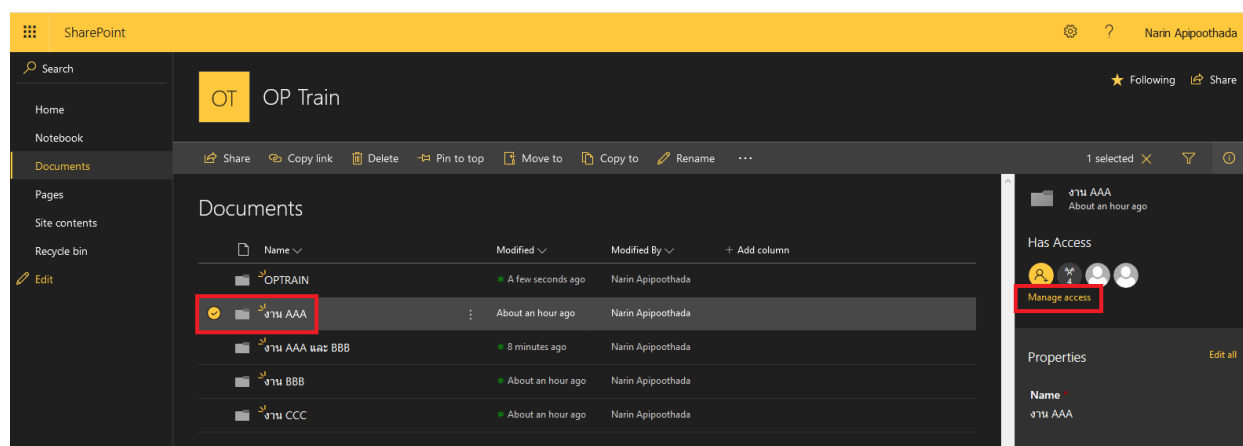 SharePoint
? Narin Apipoothada
Search
Home
Notebook
Documents
Pages
Site contents
Recycle bin
Edit
OT OP Train
Following Share
Share Copy link Delete Pin to top Move to Copy to Rename ...
1 selected
Documents
Name Modified Modified By + Add column
OPTRAIN A few seconds ago Narin Apipoothada
งาน AAA About an hour ago Narin Apipoothada
งาน AAA และ BBB 8 minutes ago Narin Apipoothada
งาน BBB About an hour ago Narin Apipoothada
งาน CCC About an hour ago Narin Apipoothada
งาน AAA
About an hour ago
Has Access
4
Manage access
Properties Edit all
Name *
งาน AAA